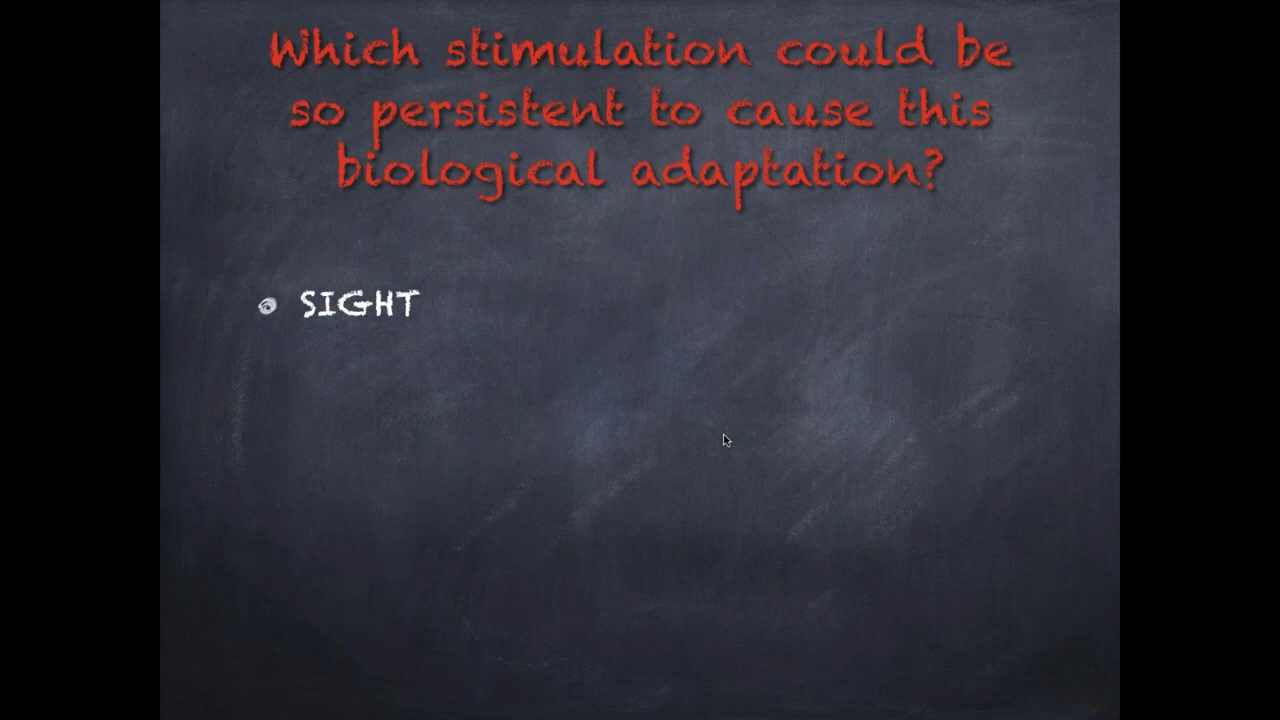 Which stimulation could be
so persistent to cause this
biological adaptation?
SIGHT